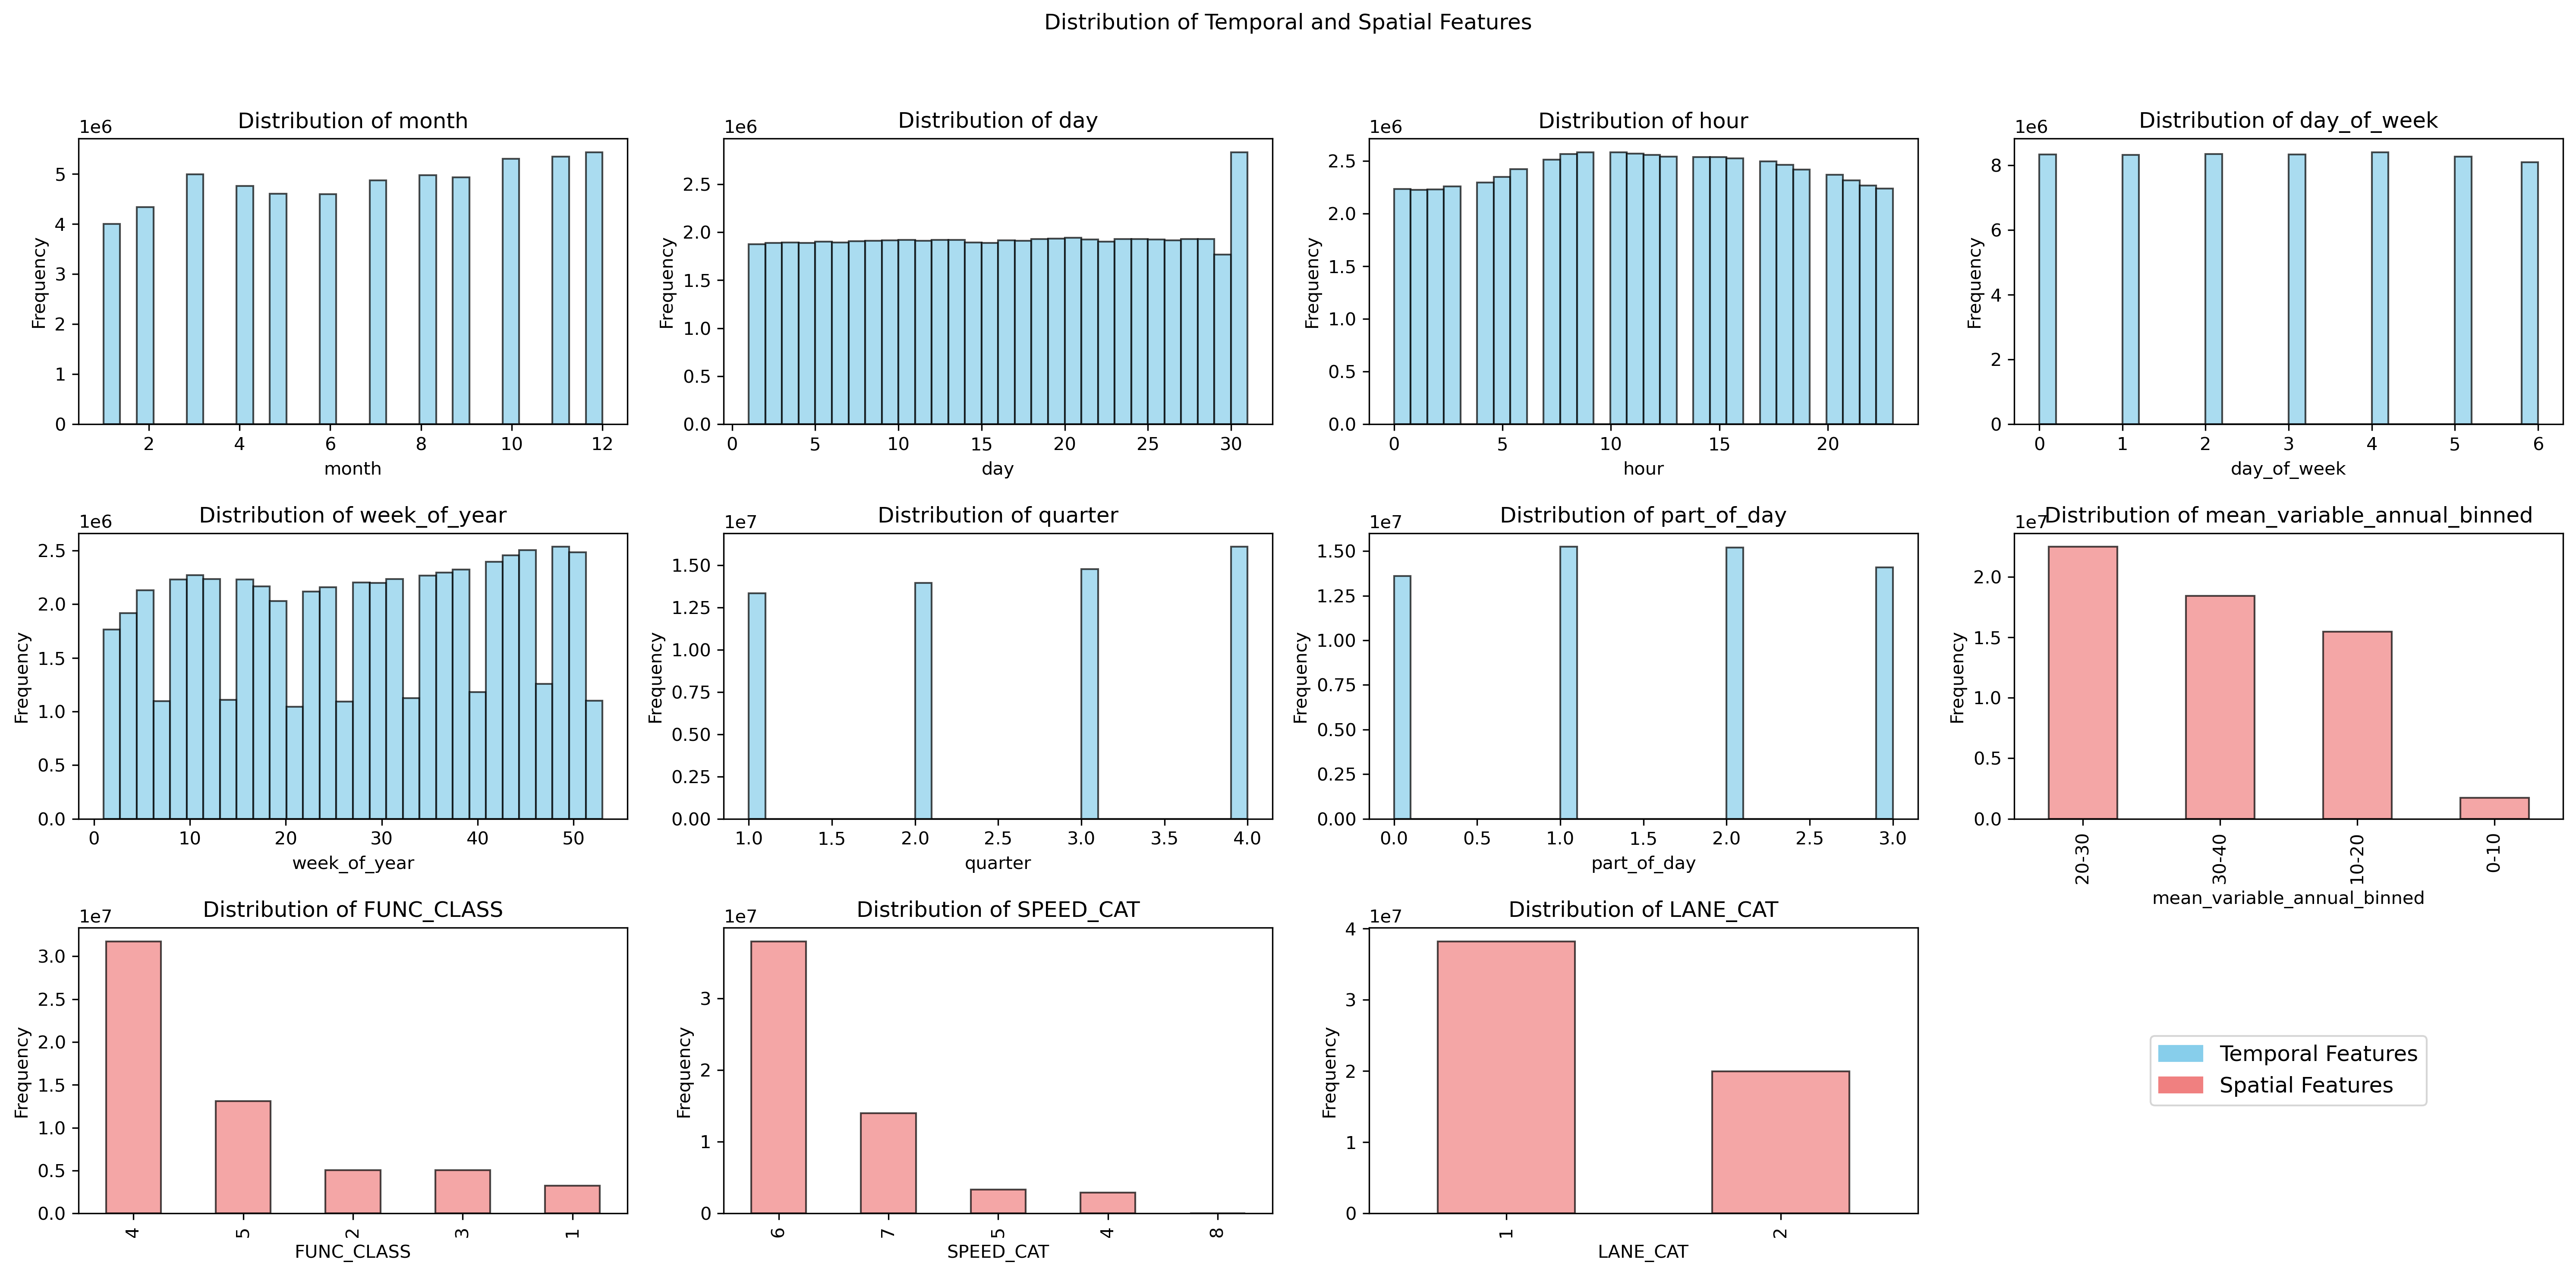 Distribution of Temporal and Spatial Features
Distribution of month
1e6
5
4
3
2
1
0
Frequency
2 4 6 8 10 12
month
Distribution of day
1e6
2.5
2.0
1.5
1.0
0.5
0.0
Frequency
0 5 10 15 20 25 30
day
Distribution of hour
1e6
2.5
2.0
1.5
1.0
0.5
0.0
Frequency
0 5 10 15 20
hour
Distribution of day_of_week
1e6
8
6
4
2
0
Frequency
0 1 2 3 4 5 6
day_of_week
Distribution of week_of_year
1e6
2.5
2.0
1.5
1.0
0.5
0.0
Frequency
0 10 20 30 40 50
week_of_year
Distribution of quarter
1e7
1.50
1.25
1.00
0.75
0.50
0.25
0.00
Frequency
1.0 1.5 2.0 2.5 3.0 3.5 4.0
quarter
Distribution of part_of_day
1e7
1.50
1.25
1.00
0.75
0.50
0.25
0.00
Frequency
0.0 0.5 1.0 1.5 2.0 2.5 3.0
part_of_day
Distribution of mean_variable_annual_binned
1e7
2.0
1.5
1.0
0.5
0.0
Frequency
20-30 30-40 10-20 0-10
mean_variable_annual_binned
Distribution of FUNC_CLASS
1e7
3.0
2.5
2.0
1.5
1.0
0.5
0.0
Frequency
4 5 2 3 1
FUNC_CLASS
Distribution of SPEED_CAT
1e7
3
2
1
0
Frequency
6 7 5 4 8
SPEED_CAT
Distribution of LANE_CAT
1e7
4
3
2
1
0
Frequency
1 2
LANE_CAT
Temporal Features
Spatial Features